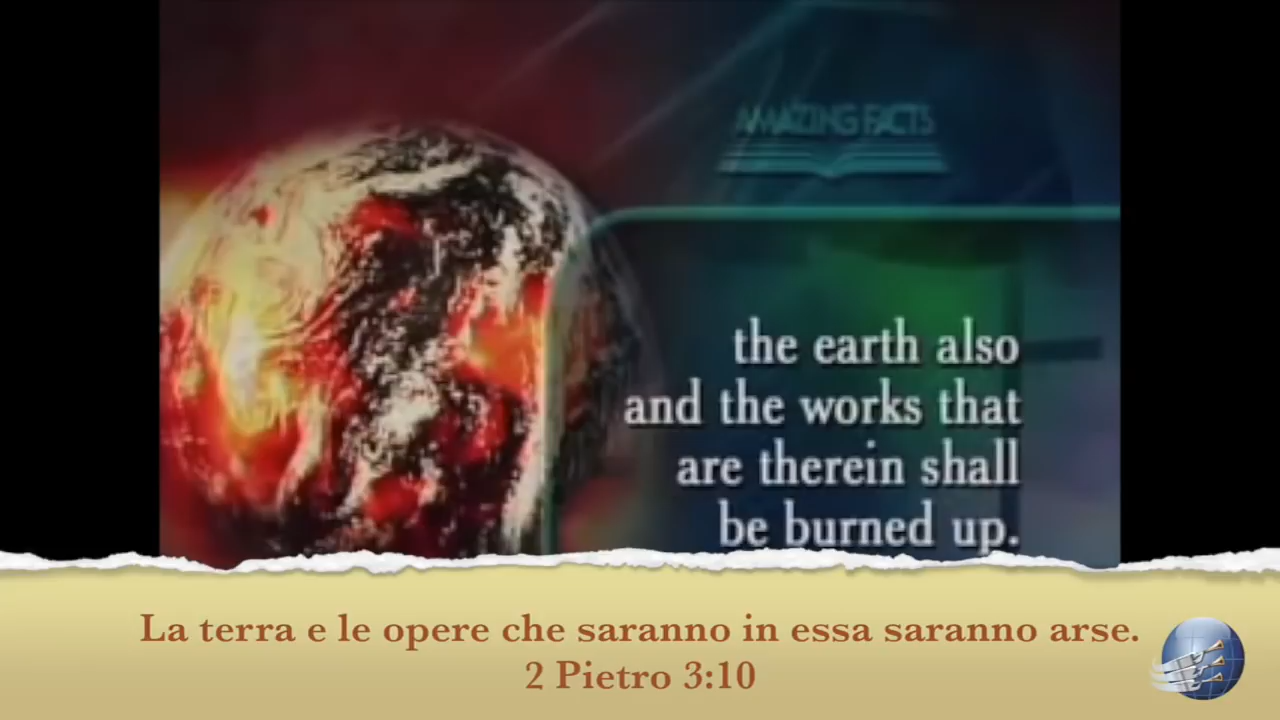 AMAZING FACTS
the earth also
and the works that
are therein shall
be burned up.
La terra e le opere che saranno in essa saranno arse.
2 Pietro 3:10